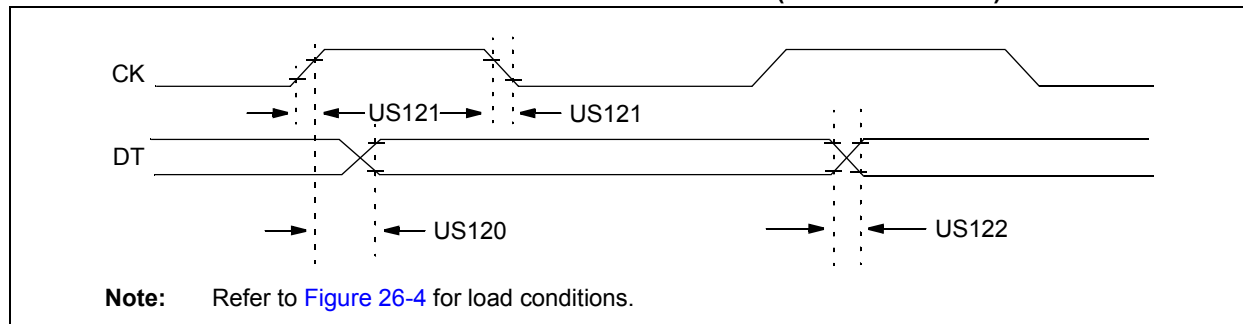 CK
US121 US121
DT
US120 US122
Note: Refer to Figure 26-4 for load conditions.